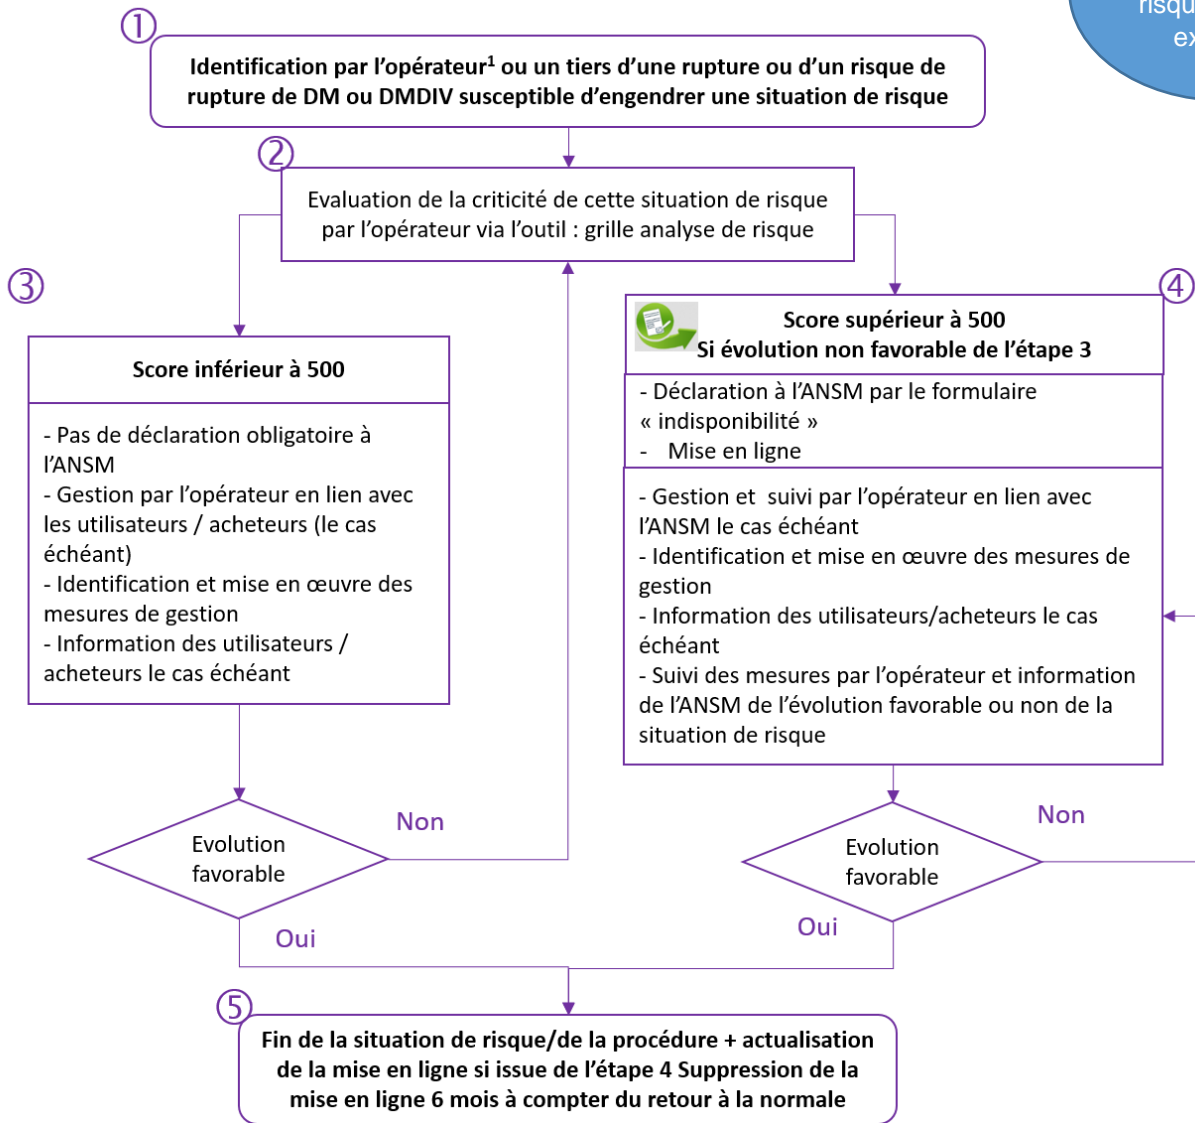 risqu
ex
①
Identification par l'opérateur¹ ou un tiers d'une rupture ou d'un risque de
rupture de DM ou DMDIV susceptible d'engendrer une situation de risque
②
Evaluation de la criticité de cette situation de risque
par l'opérateur via l'outil : grille analyse de risque
③
Score inférieur à 500
- Pas de déclaration obligatoire à
l'ANSM
- Gestion par l'opérateur en lien avec
les utilisateurs / acheteurs (le cas
échéant)
- Identification et mise en œuvre des
mesures de gestion
- Information des utilisateurs /
acheteurs le cas échéant
Evolution
favorable
Non
Oui
④
Score supérieur à 500
Si évolution non favorable de l'étape 3
- Déclaration à l'ANSM par le formulaire
« indisponibilité »
- Mise en ligne
- Gestion et suivi par l'opérateur en lien avec
l'ANSM le cas échéant
- Identification et mise en œuvre des mesures de
gestion
- Information des utilisateurs/acheteurs le cas
échéant
- Suivi des mesures par l'opérateur et information
de l'ANSM de l'évolution favorable ou non de la
situation de risque
Evolution
favorable
Non
Oui
⑤
Fin de la situation de risque/de la procédure + actualisation
de la mise en ligne si issue de l'étape 4 Suppression de la
mise en ligne 6 mois à compter du retour à la normale